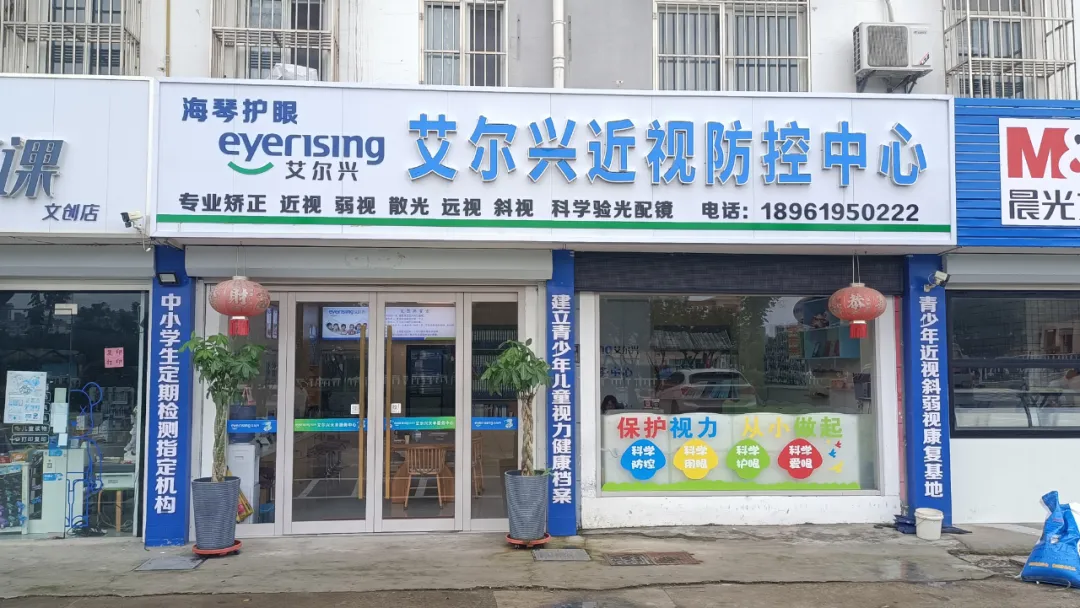 课
文创店
海琴护眼
eyerising
艾尔兴
艾尔兴近视防控中心
专业矫正 近视 弱视 散光 远视 斜视 科学验光配镜 电话：18961950222
M&
晨光文
中小学生定期检测指定机构
财
建立青少年儿童视力健康档案
恭
青少年近视斜弱视康复基地
eyerising
保护视力 从小做起
科学防控
科学用眼
科学护眼
科学爱眼